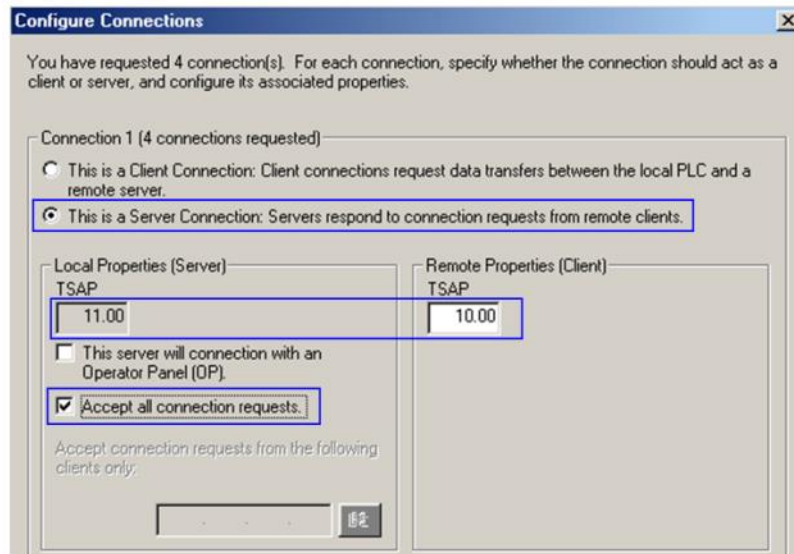 Configure Connections
You have requested 4 connection(s). For each connection, specify whether the connection should act as a
client or server, and configure its associated properties.
Connection 1 (4 connections requested)
This is a Client Connection: Client connections request data transfers between the local PLC and a
remote server.
This is a Server Connection: Servers respond to connection requests from remote clients.
Local Properties (Server)
TSAP
11.00
This server will connection with an
Operator Panel (OP).
Accept all connection requests.
Accept connection requests from the following
clients only:
Remote Properties (Client)
TSAP
10.00